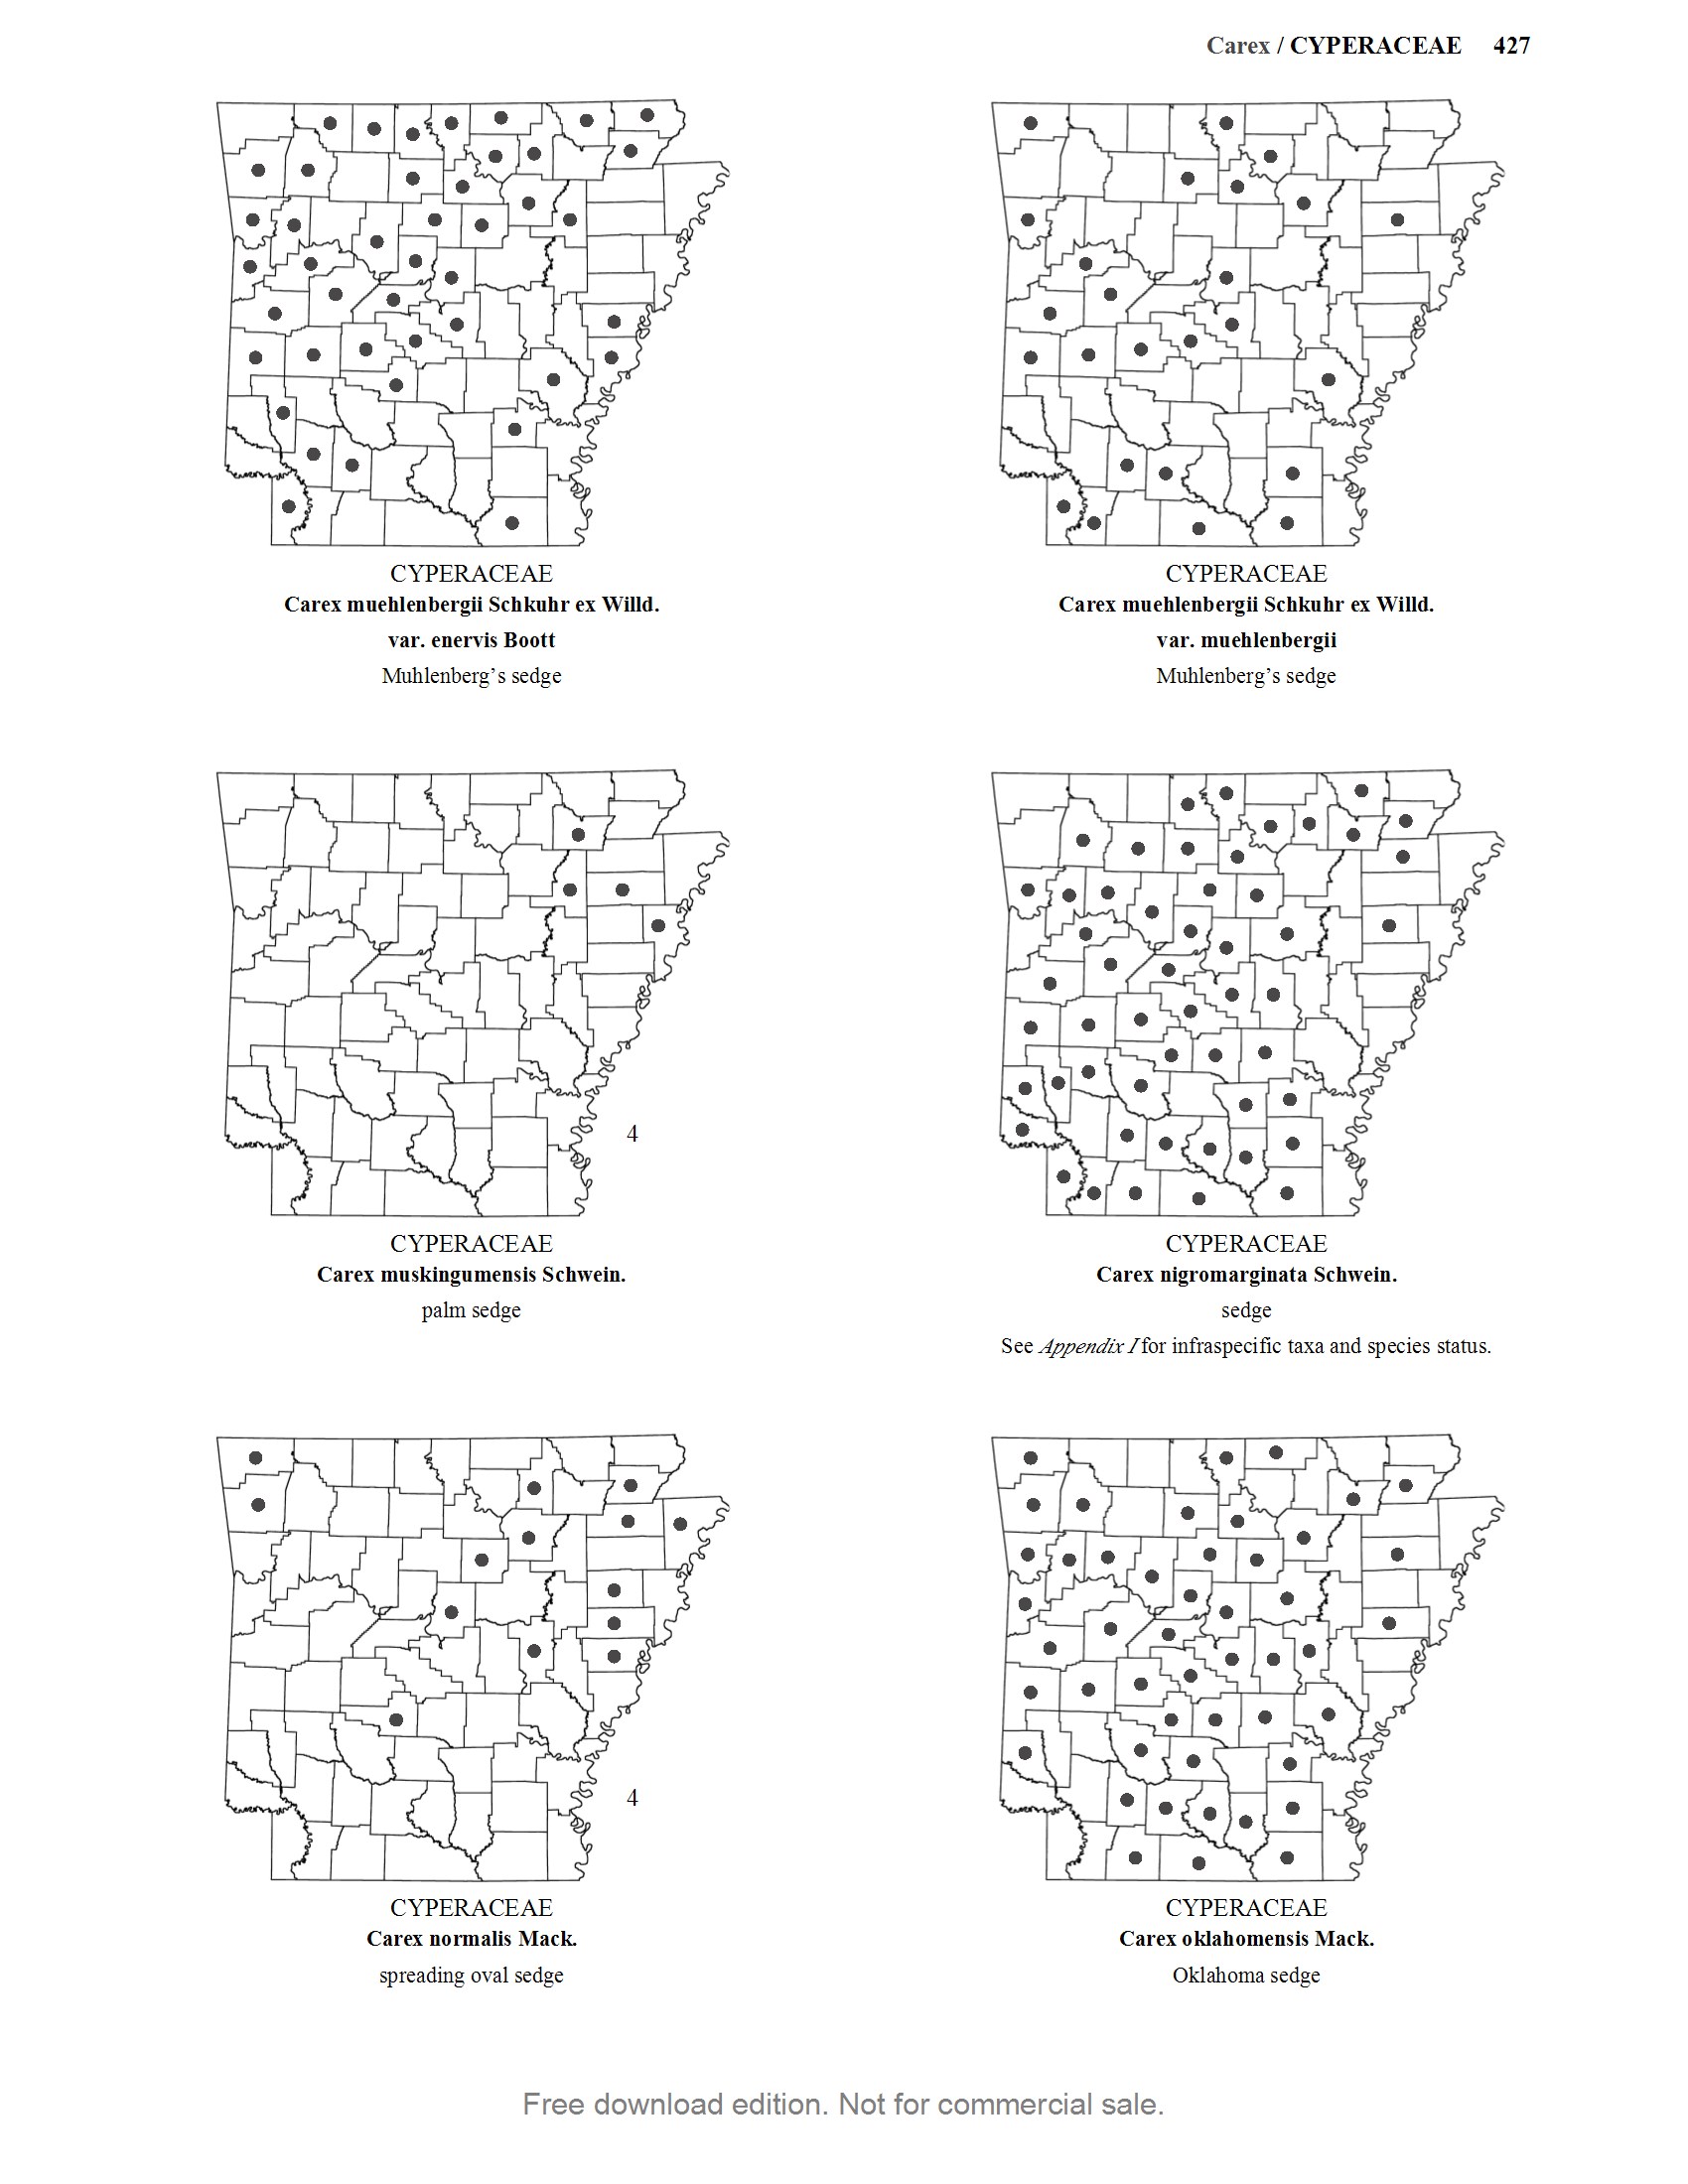 Carex / CYPERACEAE 427
CYPERACEAE
Carex muehlenbergii Schkuhr ex Willd.
var. enervis Boott
Muhlenberg’s sedge
CYPERACEAE
Carex muehlenbergii Schkuhr ex Willd.
var. muehlenbergii
Muhlenberg’s sedge
4
CYPERACEAE
Carex muskingumensis Schwein.
palm sedge
CYPERACEAE
Carex nigromarginata Schwein.
sedge
See Appendix I for infraspecific taxa and species status.
4
CYPERACEAE
Carex normalis Mack.
spreading oval sedge
CYPERACEAE
Carex oklahomensis Mack.
Oklahoma sedge
Free download edition. Not for commercial sale.